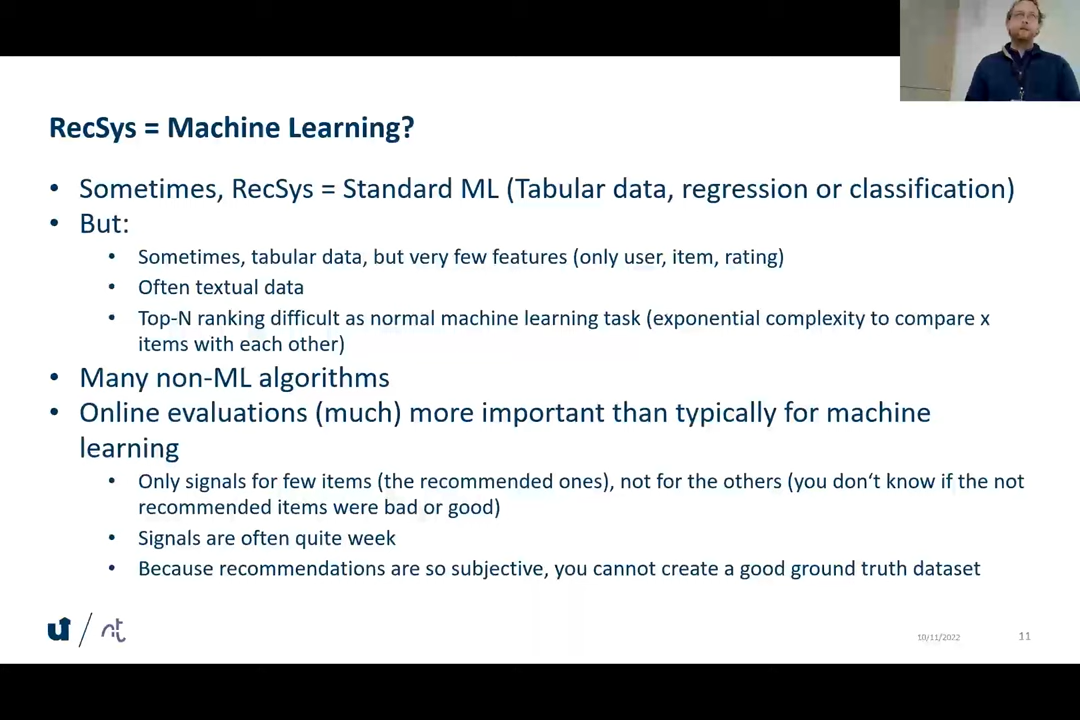 RecSys = Machine Learning?
• Sometimes, RecSys = Standard ML (Tabular data, regression or classification)
• But:
• Sometimes, tabular data, but very few features (only user, item, rating)
• Often textual data
• Top-N ranking difficult as normal machine learning task (exponential complexity to compare x
items with each other)
• Many non-ML algorithms
• Online evaluations (much) more important than typically for machine
learning
• Only signals for few items (the recommended ones), not for the others (you don‘t know if the not
recommended items were bad or good)
• Signals are often quite week
• Because recommendations are so subjective, you cannot create a good ground truth dataset
10/11/2022
11